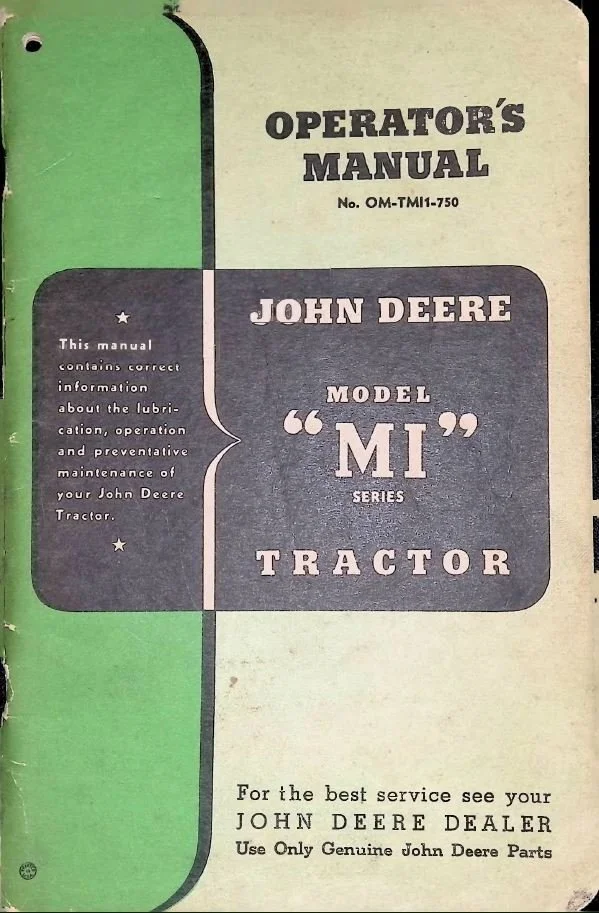 OPERATOR'S
MANUAL
No. OM-TMI1-750
JOHN DEERE
MODEL
“MI”
SERIES
TRACTOR
★
This manual
contains correct
information
about the lubri-
cation, operation
and preventative
maintenance of
your John Deere
Tractor.
★
For the best service see your
JOHN DEERE DEALER
Use Only Genuine John Deere Parts